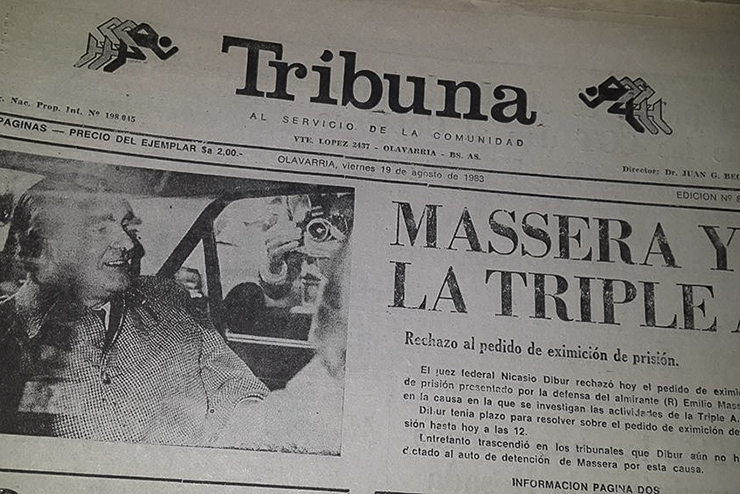 Tribuna
AL SERVICIO DE LA COMUNIDAD
VTE. LOPEZ 2437 - OLAVARRIA - BS. AS.
Nac. Prop. Int. Nº 198.045
PAGINAS — PRECIO DEL EJEMPLAR $a 2,00.-
OLAVARRIA, viernes 19 de agosto de 1983
Director: Dr. JUAN G. BEC
EDICION Nº 8
MASSERA Y
LA TRIPLE A
Rechazo al pedido de eximición de prisión.
El juez federal Nicasio Dibur rechazó hoy el pedido de eximi
de prisión presentado por la defensa del almirante (R) Emilio Mass
en la causa en la que se investigan las actividades de la Triple A.
Dibur tenía plazo para resolver sobre el pedido de eximición de
sión hasta hoy a las 12.
Entretanto trascendió en los tribunales que Dibur aún no h
dictado al auto de detención de Massera por esta causa.
INFORMACION PAGINA DOS